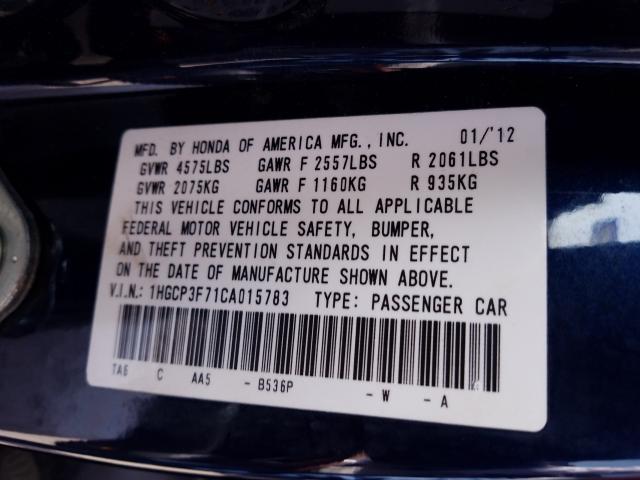 MFD. BY HONDA OF AMERICA MFG., INC. 01/'12
GVWR 4575LBS GAWR F 2557LBS R 2061LBS
GVWR 2075KG GAWR F 1160KG R 935KG
THIS VEHICLE CONFORMS TO ALL APPLICABLE
FEDERAL MOTOR VEHICLE SAFETY, BUMPER,
AND THEFT PREVENTION STANDARDS IN EFFECT
ON THE DATE OF MANUFACTURE SHOWN ABOVE.
V.I.N.: 1HGCP3F71CA015783 TYPE: PASSENGER CAR
TA6 C AA5 - B536P - W - A